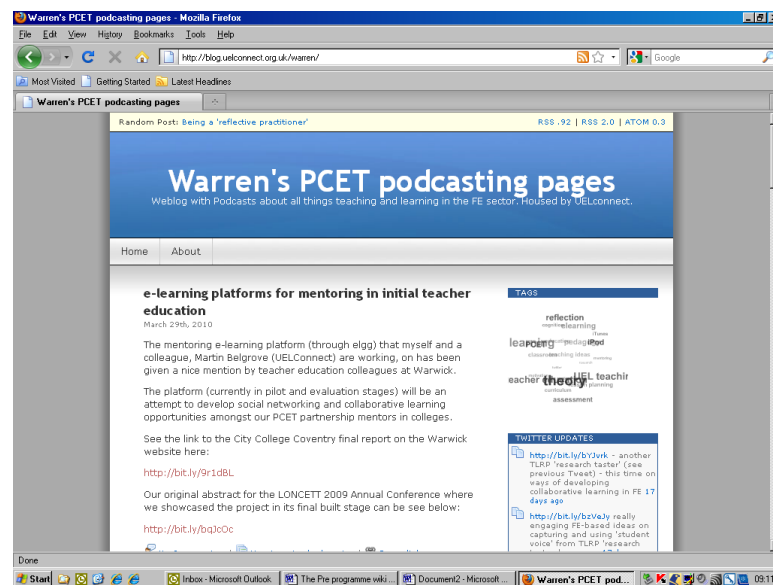 Warren's PCET podcasting pages - Mozilla Firefox
File Edit View History Bookmarks Tools Help
http://blog.uelconnect.org.uk/warren/
Google
Most Visited Getting Started Latest Headlines
Warren's PCET podcasting pages
Random Post: Being a 'reflective practitioner'
RSS .92 | RSS 2.0 | ATOM 0.3
Warren's PCET podcasting pages
Weblog with Podcasts about all things teaching and learning in the FE sector. Housed by UELconnect.
Home About
e-learning platforms for mentoring in initial teacher
education
March 29th, 2010
The mentoring e-learning platform (through elgg) that myself and a
colleague, Martin Belgrove (UELConnect) are working, on has been
given a nice mention by teacher education colleagues at Warwick.
The platform (currently in pilot and evaluation stages) will be an
attempt to develop social networking and collaborative learning
opportunities amongst our PCET partnership mentors in colleges.
See the link to the City College Coventry final report on the Warwick
website here:
http://bit.ly/9r1dBL
Our original abstract for the LONCETT 2009 Annual Conference where
we showcased the project in its final built stage can be see below:
http://bit.ly/bqJcOc
TAGS
reflection
elearning
iTunes
PCET
iPod
theory
UEL
assessment
TWITTER UPDATES
http://bit.ly/bYJvrk - another
TLRP 'research taster' (see
previous Tweet) - this time on
ways of developing
collaborative learning in FE 17
days ago
http://bit.ly/bzVeJy really
engaging FE-based ideas on
capturing and using 'student
voice' from TLRP 'research
Done
Start
Inbox - Microsoft Outlook
The Pre programme wiki ...
Document2 - Microsoft ...
Warren's PCET pod...
09:11